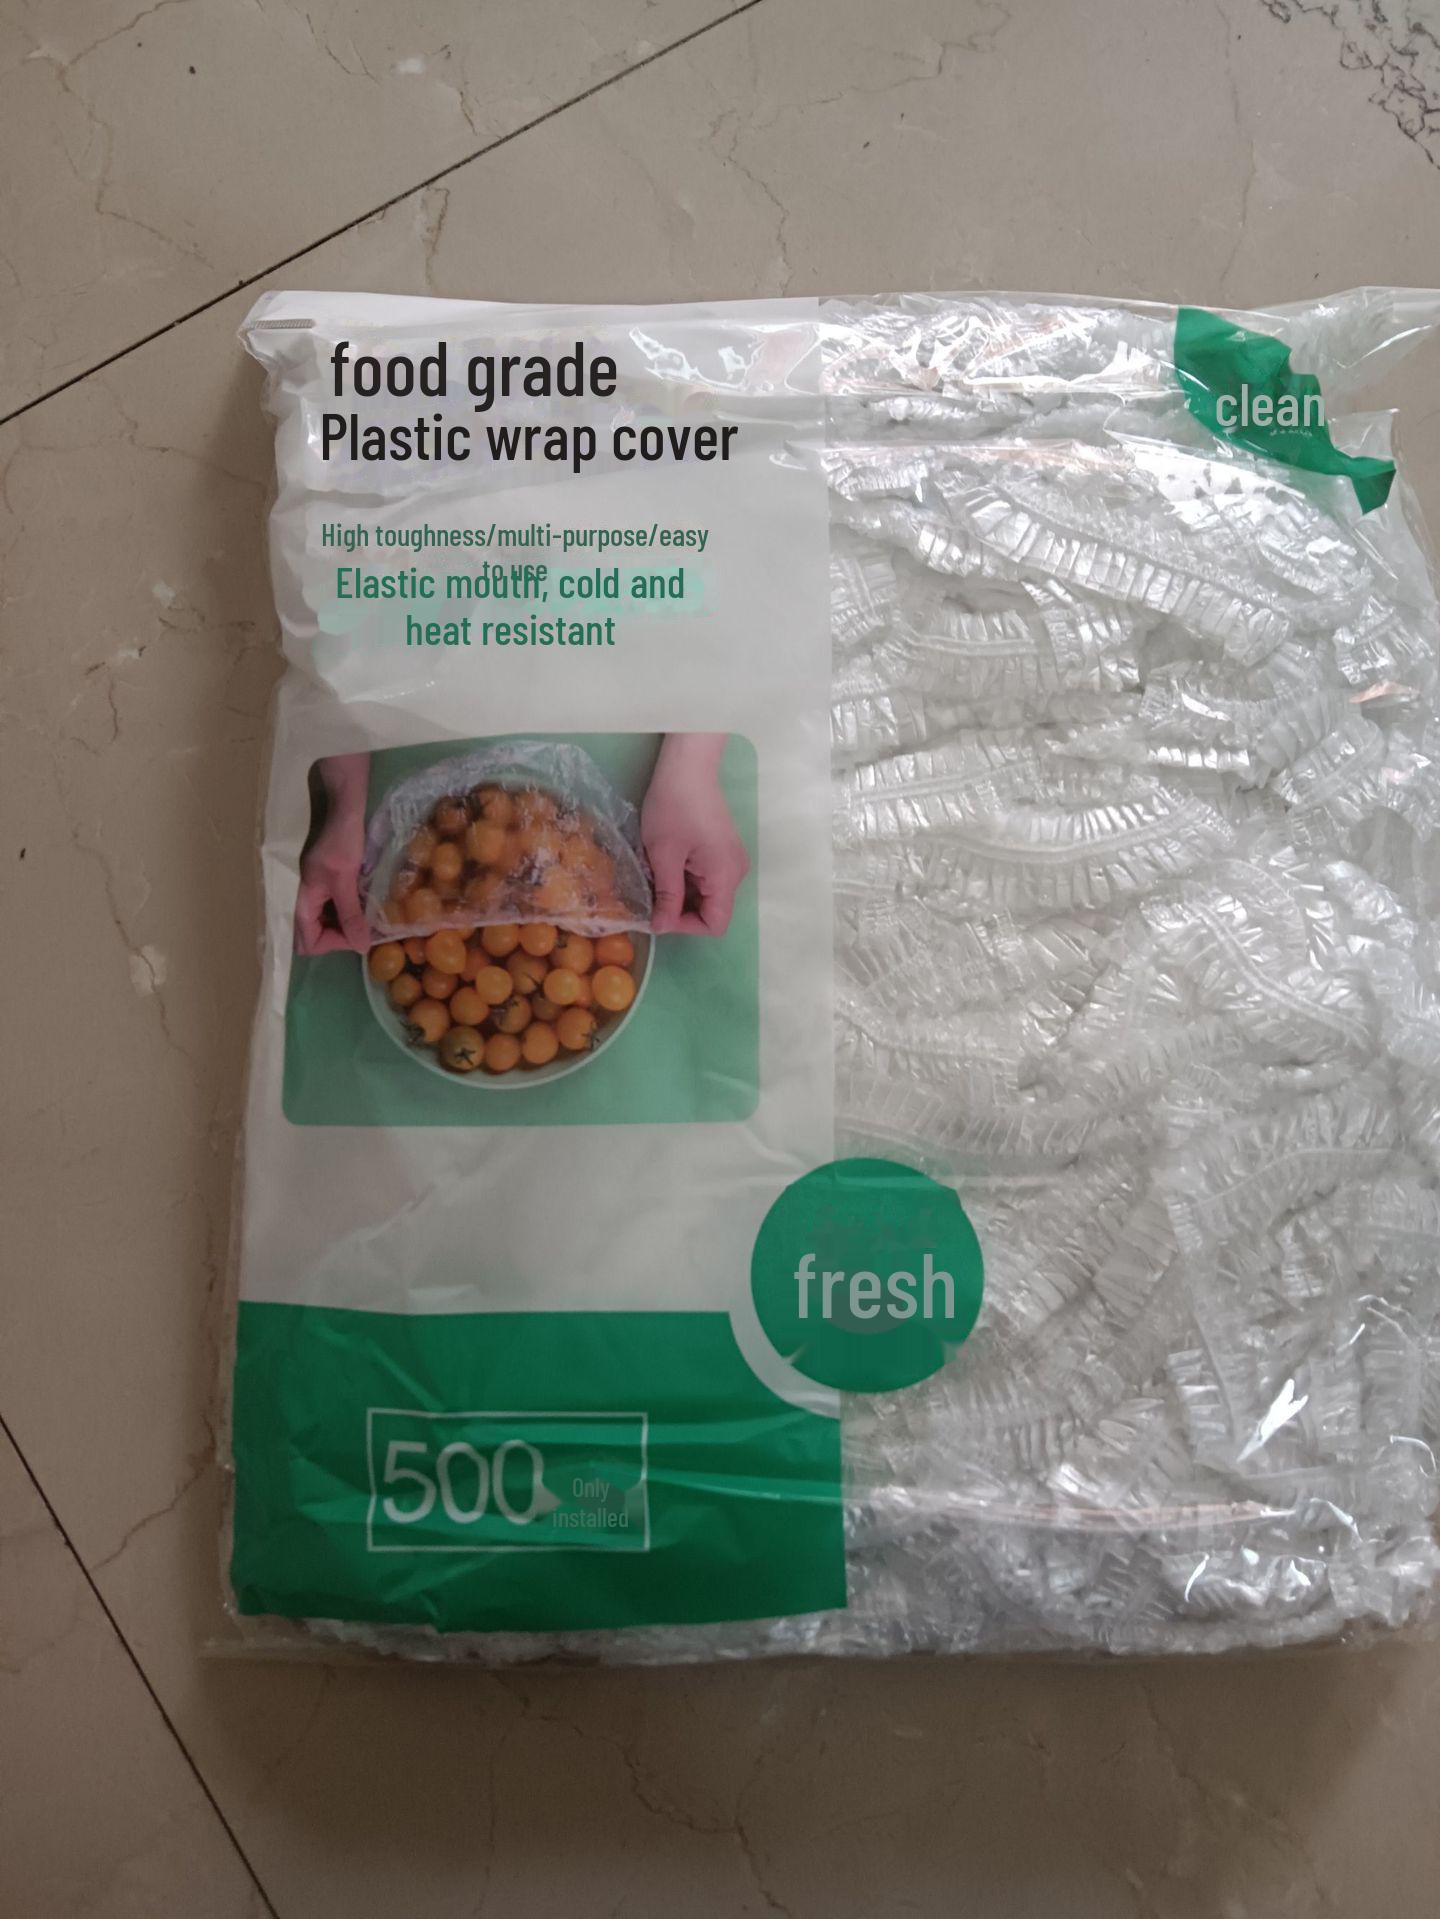 food grade
Plastic wrap cover
clean
High toughness/multi-purpose/easy
to use
Elastic mouth, cold and
heat resistant
fresh
500
Only
installed